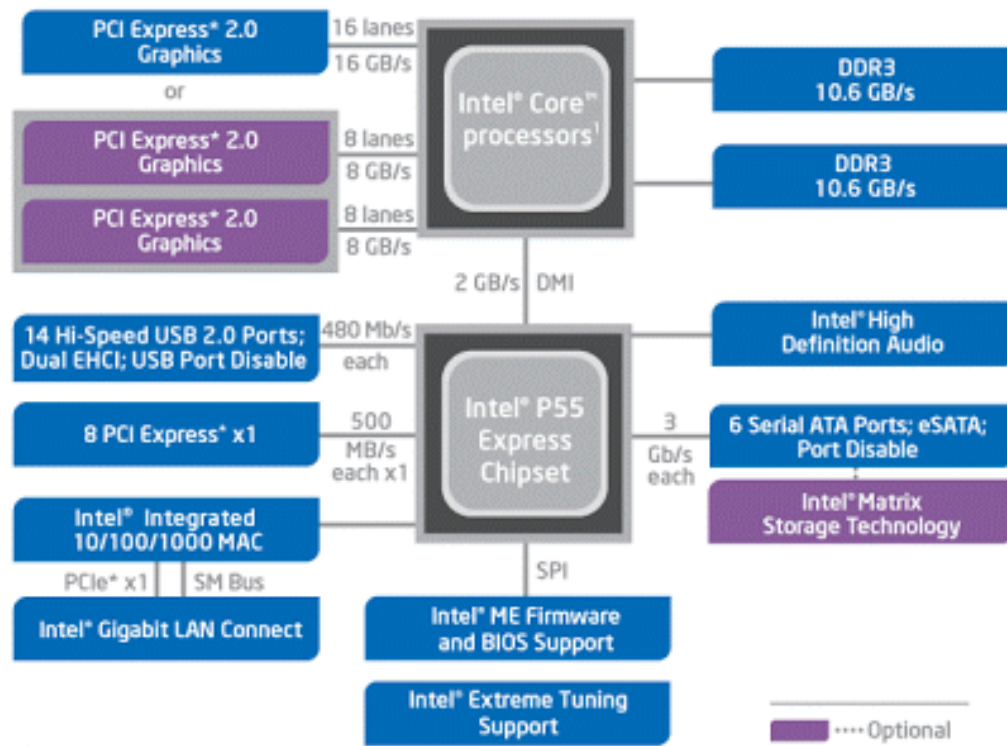 PCI Express* 2.0
Graphics
16 lanes
16 GB/s
or
PCI Express* 2.0
Graphics
8 lanes
8 GB/s
PCI Express* 2.0
Graphics
8 lanes
8 GB/s
Intel® Core™
processors¹
DDR3
10.6 GB/s
DDR3
10.6 GB/s
2 GB/s DMI
14 Hi-Speed USB 2.0 Ports;
Dual EHCI; USB Port Disable
480 Mb/s
each
8 PCI Express* x1
500
MB/s
each x1
Intel® Integrated
10/100/1000 MAC
PCIe* x1 SM Bus
Intel® Gigabit LAN Connect
Intel® P55
Express
Chipset
Intel® High
Definition Audio
3
Gb/s
each
6 Serial ATA Ports; eSATA;
Port Disable
Intel® Matrix
Storage Technology
SPI
Intel® ME Firmware
and BIOS Support
Intel® Extreme Tuning
Support
Optional